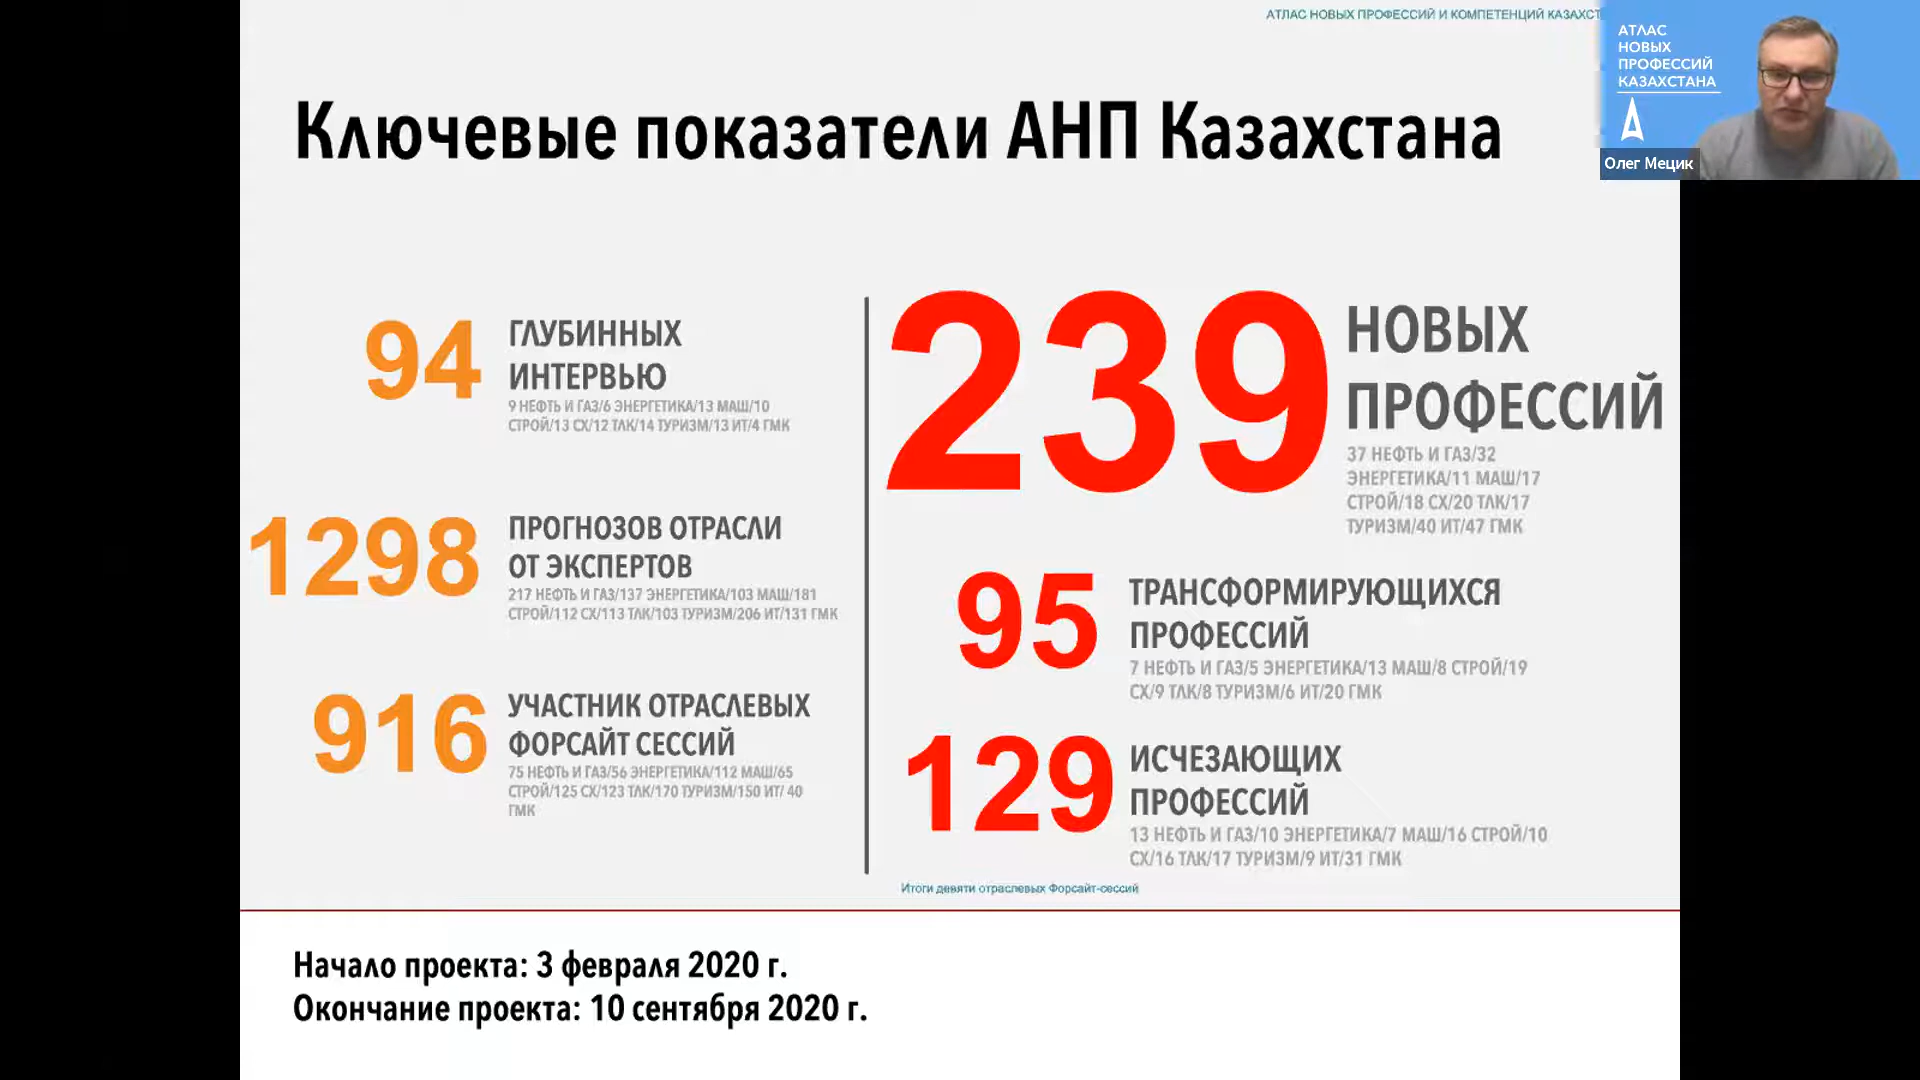 АТЛАС НОВЫХ ПРОФЕССИЙ И КОМПЕТЕНЦИЙ КАЗАХСТ
АТЛАС
НОВЫХ
ПРОФЕССИЙ
КАЗАХСТАНА
Олег Мецик
Ключевые показатели АНП Казахстана
94
ГЛУБИННЫХ
ИНТЕРВЬЮ
9 НЕФТЬ И ГАЗ/6 ЭНЕРГЕТИКА/13 МАШ/10
СТРОЙ/13 СХ/12 ТЛК/14 ТУРИЗМ/13 ИТ/4 ГМК
1298
ПРОГНОЗОВ ОТРАСЛИ
ОТ ЭКСПЕРТОВ
217 НЕФТЬ И ГАЗ/137 ЭНЕРГЕТИКА/103 МАШ/181
СТРОЙ/112 СХ/113 ТЛК/103 ТУРИЗМ/206 ИТ/131 ГМК
916
УЧАСТНИК ОТРАСЛЕВЫХ
ФОРСАЙТ СЕССИЙ
75 НЕФТЬ И ГАЗ/56 ЭНЕРГЕТИКА/112 МАШ/65
СТРОЙ/125 СХ/123 ТЛК/170 ТУРИЗМ/150 ИТ/ 40
ГМК
239
НОВЫХ
ПРОФЕССИЙ
37 НЕФТЬ И ГАЗ/32
ЭНЕРГЕТИКА/11 МАШ/17
СТРОЙ/18 СХ/20 ТЛК/17
ТУРИЗМ/40 ИТ/47 ГМК
95
ТРАНСФОРМИРУЮЩИХСЯ
ПРОФЕССИЙ
7 НЕФТЬ И ГАЗ/5 ЭНЕРГЕТИКА/13 МАШ/8 СТРОЙ/19
СХ/9 ТЛК/8 ТУРИЗМ/6 ИТ/20 ГМК
129
ИСЧЕЗАЮЩИХ
ПРОФЕССИЙ
13 НЕФТЬ И ГАЗ/10 ЭНЕРГЕТИКА/7 МАШ/16 СТРОЙ/10
СХ/16 ТЛК/17 ТУРИЗМ/9 ИТ/31 ГМК
Итоги девяти отраслевых Форсайт-сессий
Начало проекта: 3 февраля 2020 г.
Окончание проекта: 10 сентября 2020 г.